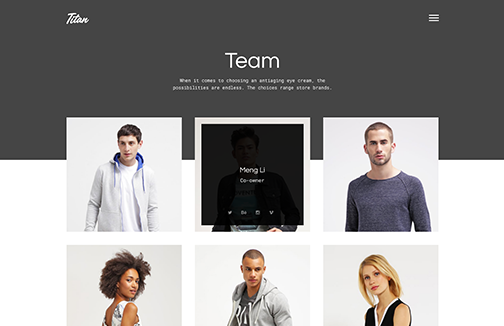 Titan
Team
When it comes to choosing an antiaging eye cream, the
possibilities are endless. The choices range store brands.
Meng Li
Co-owner
Bē